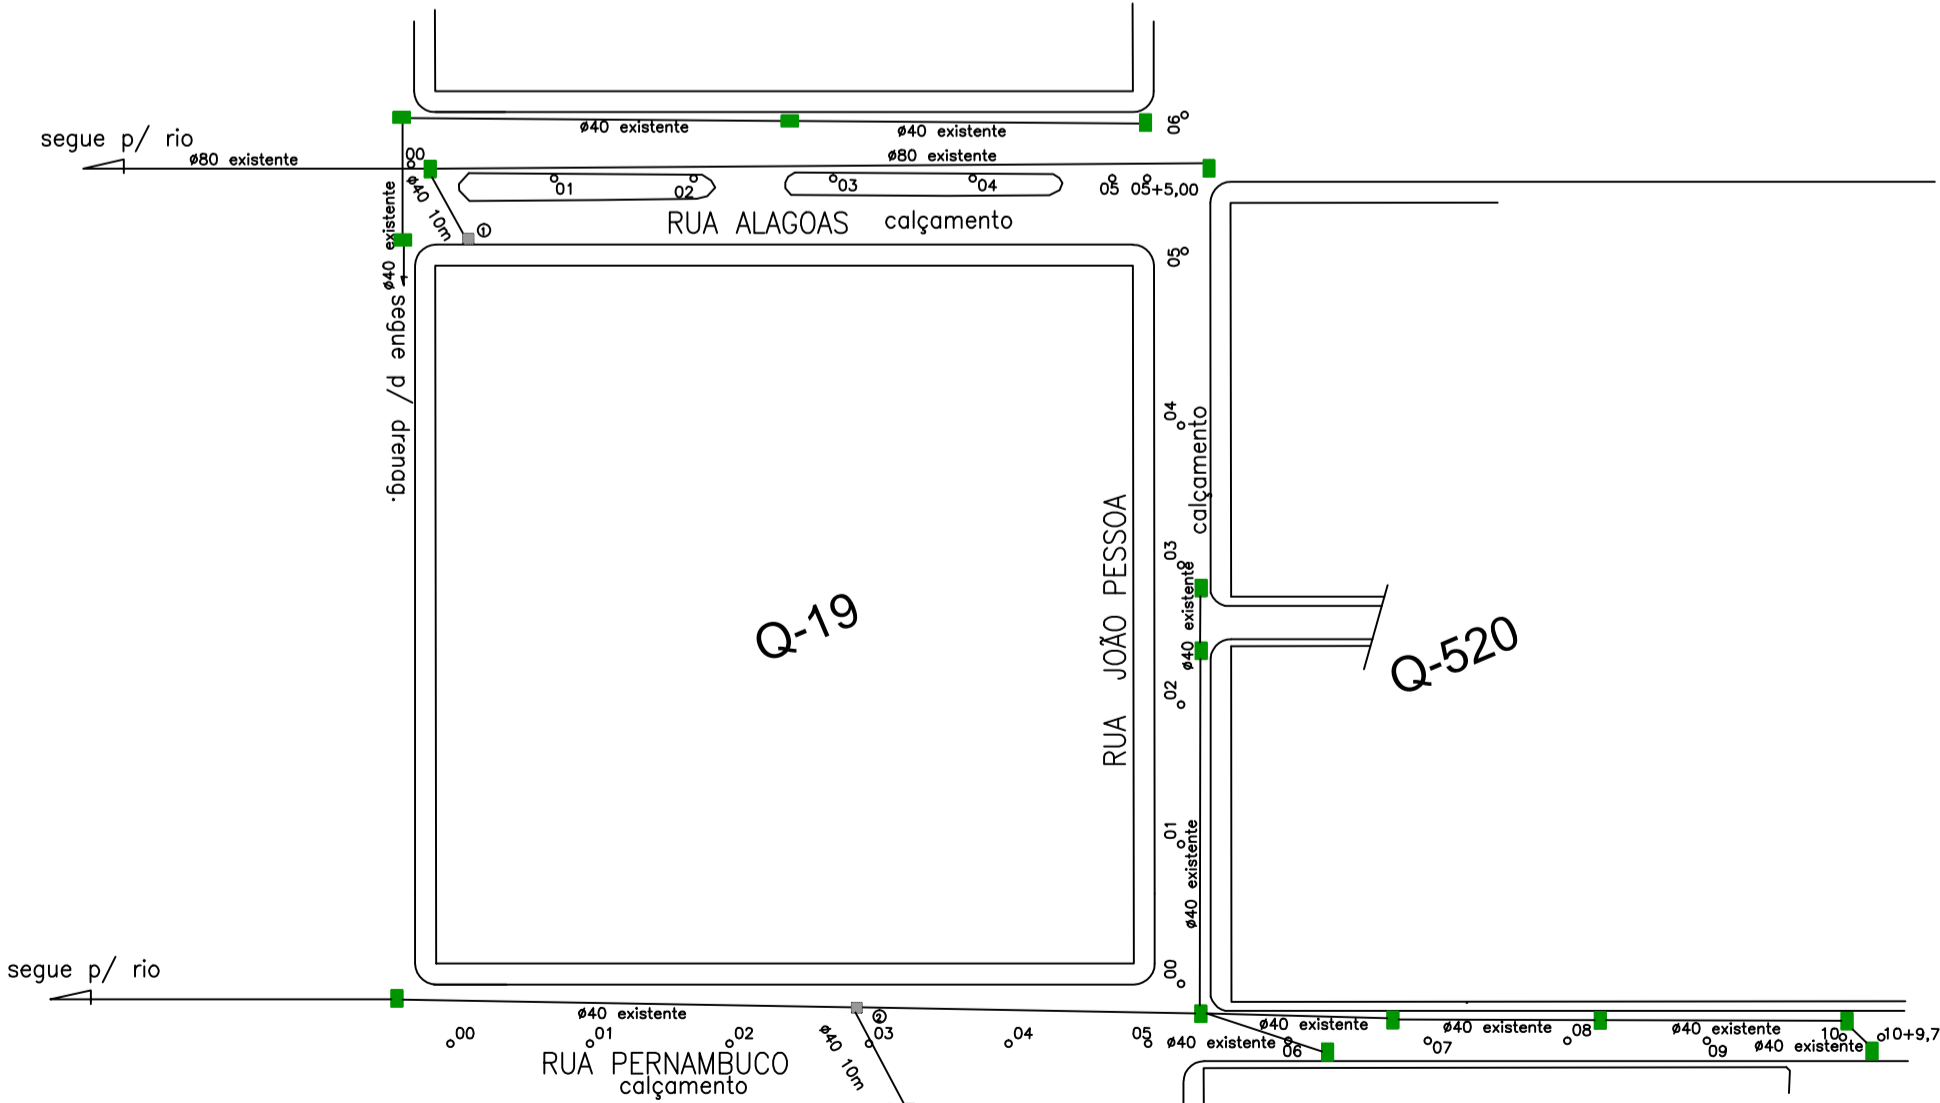 segue p/ rio
ø80 existente
ø40 existente
ø40 existente
ø80 existente
06
00
01
02
03
04
05
05+5,00
ø40 10m
1
RUA ALAGOAS
calçamento
ø40 existente
segue p/ drenag.
05
04
calçamento
03
RUA JOÃO PESSOA
ø40 existente
02
01
ø40 existente
00
Q-19
Q-520
segue p/ rio
ø40 existente
2
00
01
02
03
04
05
ø40 10m
RUA PERNAMBUCO
calçamento
ø40 existente
ø40 existente
ø40 existente
ø40 existente
06
07
08
09
ø40 existente
10
10+9,7